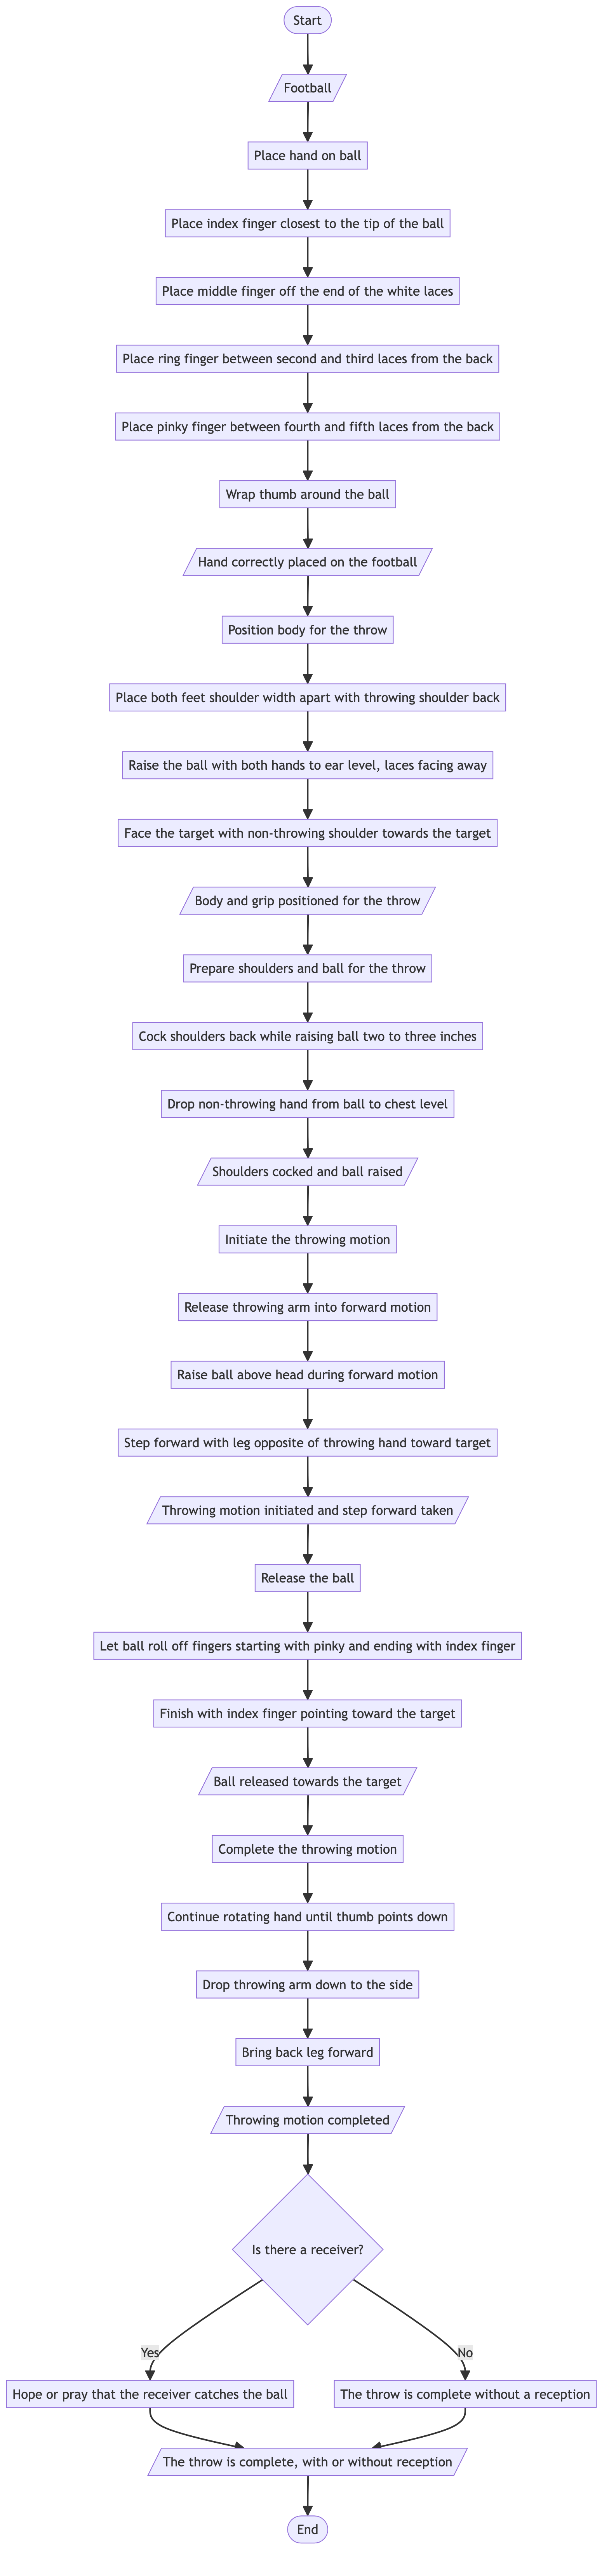 Start
Football
Place hand on ball
Place index finger closest to the tip of the ball
Place middle finger off the end of the white laces
Place ring finger between second and third laces from the back
Place pinky finger between fourth and fifth laces from the back
Wrap thumb around the ball
Hand correctly placed on the football
Position body for the throw
Place both feet shoulder width apart with throwing shoulder back
Raise the ball with both hands to ear level, laces facing away
Face the target with non-throwing shoulder towards the target
Body and grip positioned for the throw
Prepare shoulders and ball for the throw
Cock shoulders back while raising ball two to three inches
Drop non-throwing hand from ball to chest level
Shoulders cocked and ball raised
Initiate the throwing motion
Release throwing arm into forward motion
Raise ball above head during forward motion
Step forward with leg opposite of throwing hand toward target
Throwing motion initiated and step forward taken
Release the ball
Let ball roll off fingers starting with pinky and ending with index finger
Finish with index finger pointing toward the target
Ball released towards the target
Complete the throwing motion
Continue rotating hand until thumb points down
Drop throwing arm down to the side
Bring back leg forward
Throwing motion completed
Is there a receiver?
Yes
No
Hope or pray that the receiver catches the ball
The throw is complete without a reception
The throw is complete, with or without reception
End